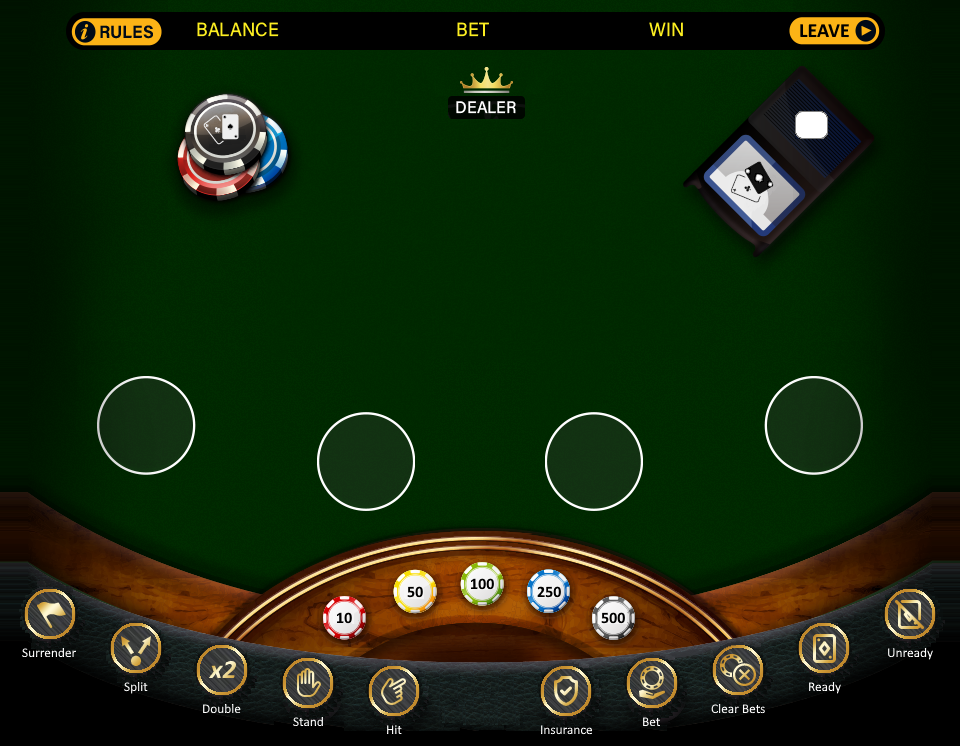 i RULES
BALANCE
BET
WIN
LEAVE
DEALER
10
50
100
250
500
Surrender
Split
x2
Double
Stand
Hit
Insurance
Bet
Clear Bets
Ready
Unready